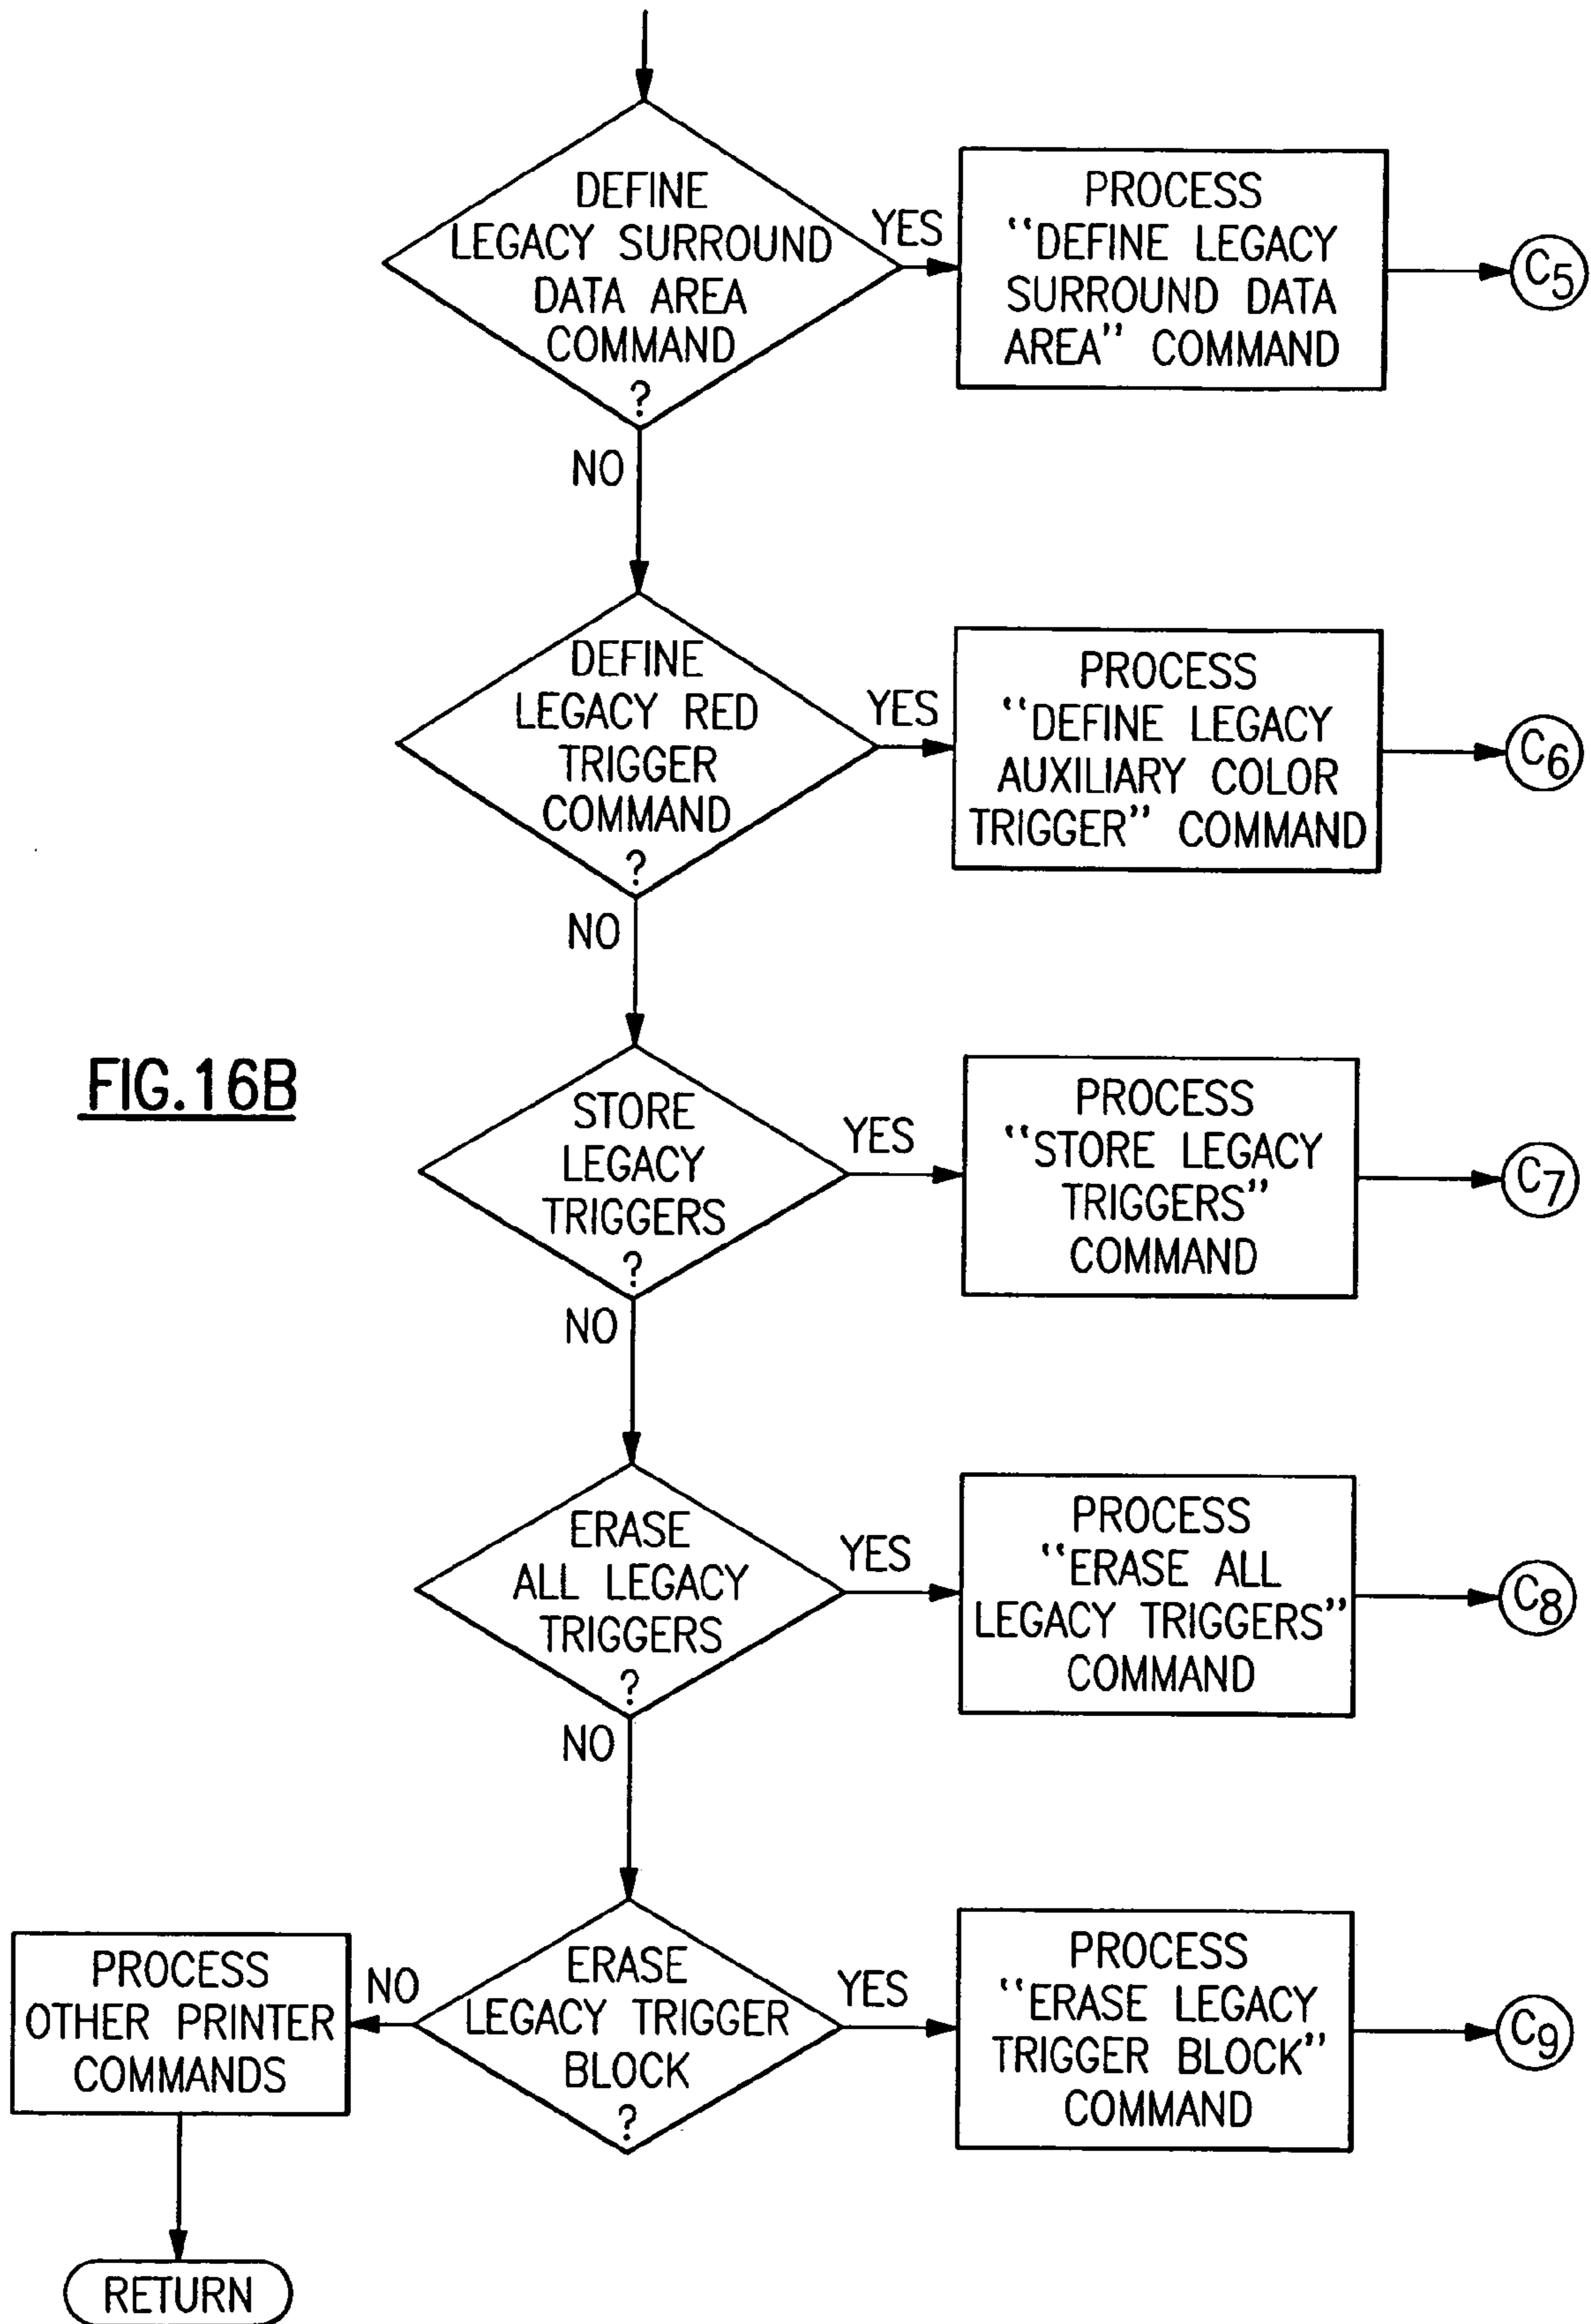 DEFINE
LEGACY SURROUND
DATA AREA
COMMAND
?
YES
PROCESS
"DEFINE LEGACY
SURROUND DATA
AREA" COMMAND
C5
NO
DEFINE
LEGACY RED
TRIGGER
COMMAND
?
YES
PROCESS
"DEFINE LEGACY
AUXILIARY COLOR
TRIGGER" COMMAND
C6
NO
FIG.16B
STORE
LEGACY
TRIGGERS
?
YES
PROCESS
"STORE LEGACY
TRIGGERS"
COMMAND
C7
NO
ERASE
ALL LEGACY
TRIGGERS
?
YES
PROCESS
"ERASE ALL
LEGACY TRIGGERS"
COMMAND
C8
NO
ERASE
LEGACY TRIGGER
BLOCK
?
YES
PROCESS
"ERASE LEGACY
TRIGGER BLOCK"
COMMAND
C9
NO
PROCESS
OTHER PRINTER
COMMANDS
RETURN